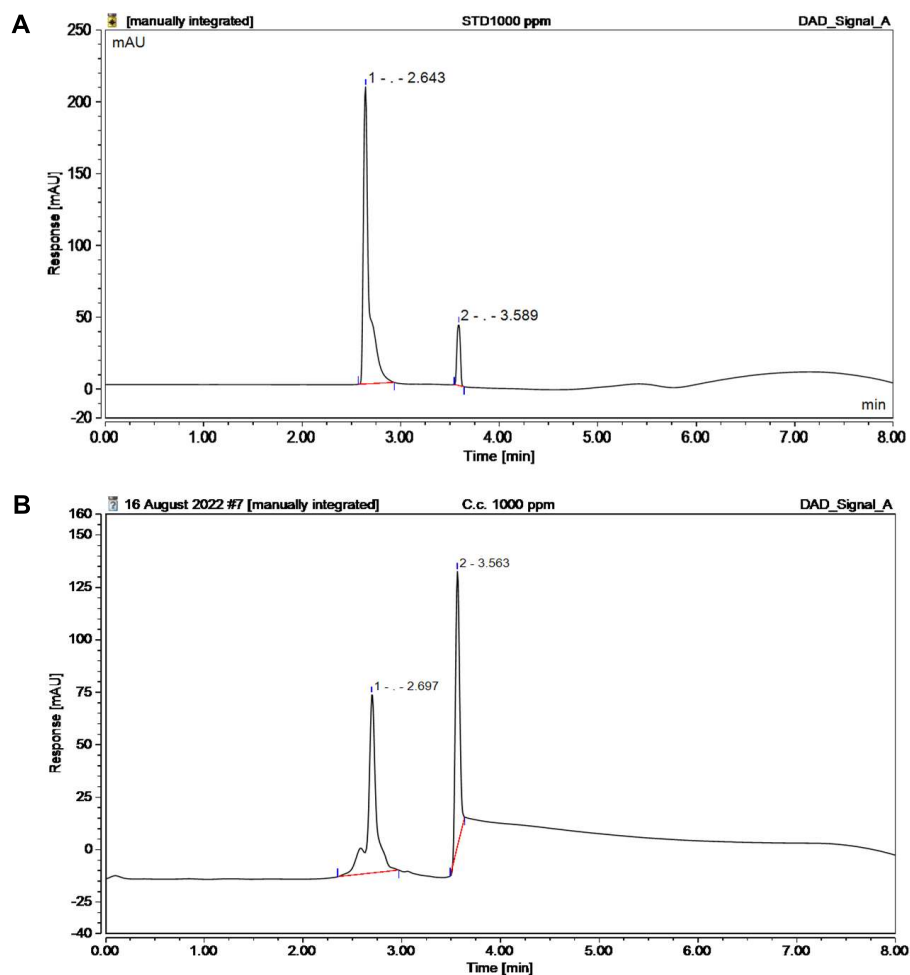 A
[manually integrated] STD1000 ppm DAD_Signal_A
mAU
250
200
150
100
50
0
-20
Response [mAU]
1 - . - 2.643
2 - . - 3.589
min
0.00 1.00 2.00 3.00 4.00 5.00 6.00 7.00 8.00
Time [min]
B
16 August 2022 #7 [manually integrated] C.c. 1000 ppm DAD_Signal_A
160
150
125
100
75
50
25
0
-25
-40
Response [mAU]
2 - 3.563
1 - . - 2.697
0.00 1.00 2.00 3.00 4.00 5.00 6.00 7.00 8.00
Time [min]